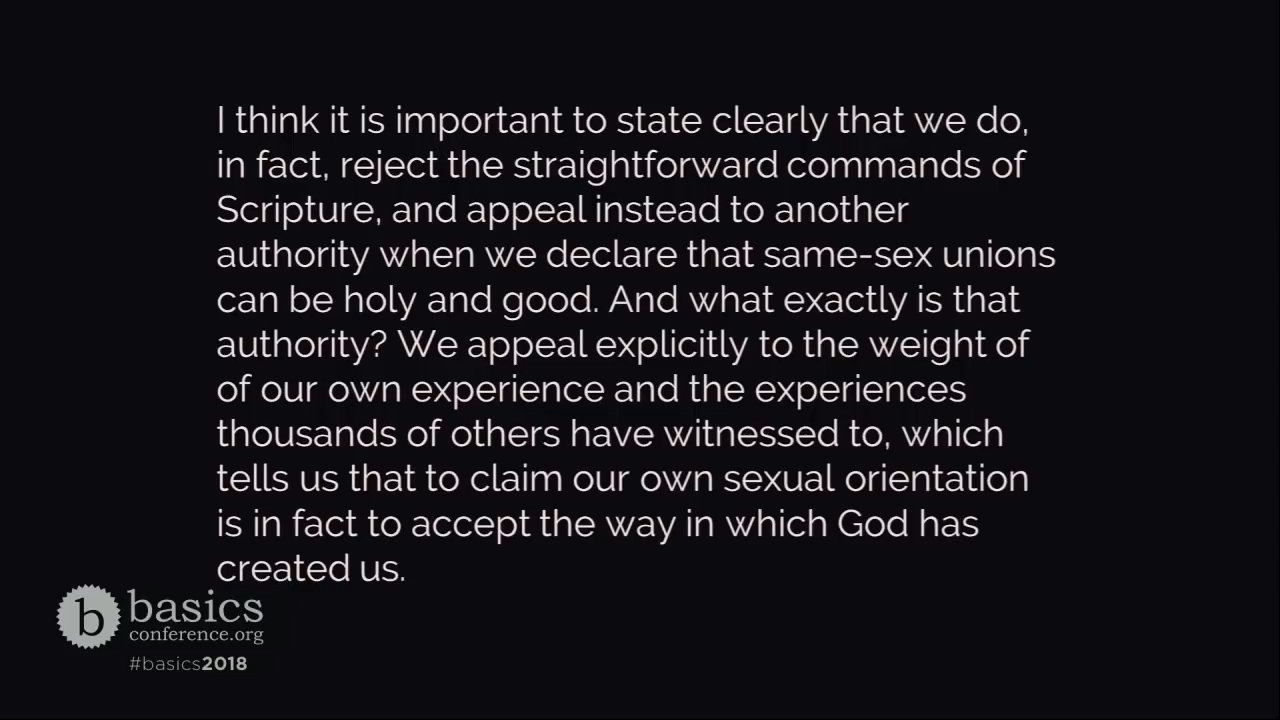 I think it is important to state clearly that we do,
in fact, reject the straightforward commands of
Scripture, and appeal instead to another
authority when we declare that same-sex unions
can be holy and good. And what exactly is that
authority? We appeal explicitly to the weight of
of our own experience and the experiences
thousands of others have witnessed to, which
tells us that to claim our own sexual orientation
is in fact to accept the way in which God has
created us.
b basics
conference.org
#basics2018